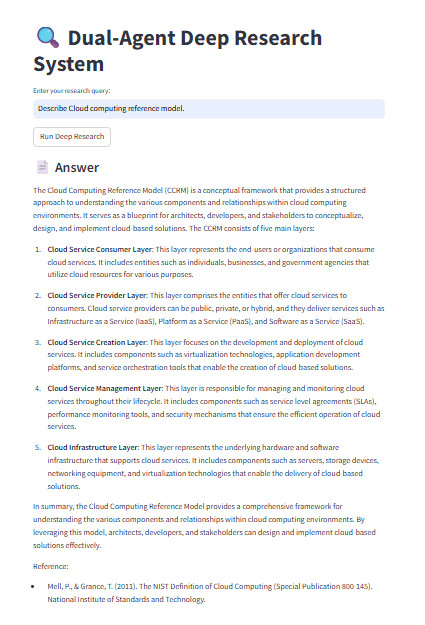 Dual-Agent Deep Research
System
Enter your research query:
Describe Cloud computing reference model.
Run Deep Research
Answer
The Cloud Computing Reference Model (CCRM) is a conceptual framework that provides a structured
approach to understanding the various components and relationships within cloud computing
environments. It serves as a blueprint for architects, developers, and stakeholders to conceptualize,
design, and implement cloud-based solutions. The CCRM consists of five main layers:
1. Cloud Service Consumer Layer: This layer represents the end-users or organizations that consume
cloud services. It includes entities such as individuals, businesses, and government agencies that
utilize cloud resources for various purposes.
2. Cloud Service Provider Layer: This layer comprises the entities that offer cloud services to
consumers. Cloud service providers can be public, private, or hybrid, and they deliver services such as
Infrastructure as a Service (IaaS), Platform as a Service (PaaS), and Software as a Service (SaaS).
3. Cloud Service Creation Layer: This layer focuses on the development and deployment of cloud
services. It includes components such as virtualization technologies, application development
platforms, and service orchestration tools that enable the creation of cloud-based solutions.
4. Cloud Service Management Layer: This layer is responsible for managing and monitoring cloud
services throughout their lifecycle. It includes components such as service level agreements (SLAs),
performance monitoring tools, and security mechanisms that ensure the efficient operation of cloud
services.
5. Cloud Infrastructure Layer: This layer represents the underlying hardware and software
infrastructure that supports cloud services. It includes components such as servers, storage devices,
networking equipment, and virtualization technologies that enable the delivery of cloud-based
solutions.
In summary, the Cloud Computing Reference Model provides a comprehensive framework for
understanding the various components and relationships within cloud computing environments. By
leveraging this model, architects, developers, and stakeholders can design and implement cloud-based
solutions effectively.
Reference:
• Mell, P., & Grance, T. (2011). The NIST Definition of Cloud Computing (Special Publication 800-145).
National Institute of Standards and Technology.